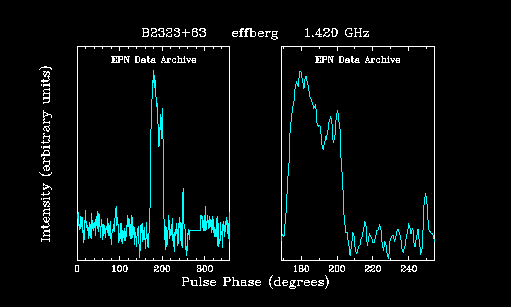 B2323+63 effberg 1.420 GHz
EPN Data Archive EPN Data Archive
Intensity (arbitrary units)
0 100 200 300 180 200 220 240
Pulse Phase (degrees)